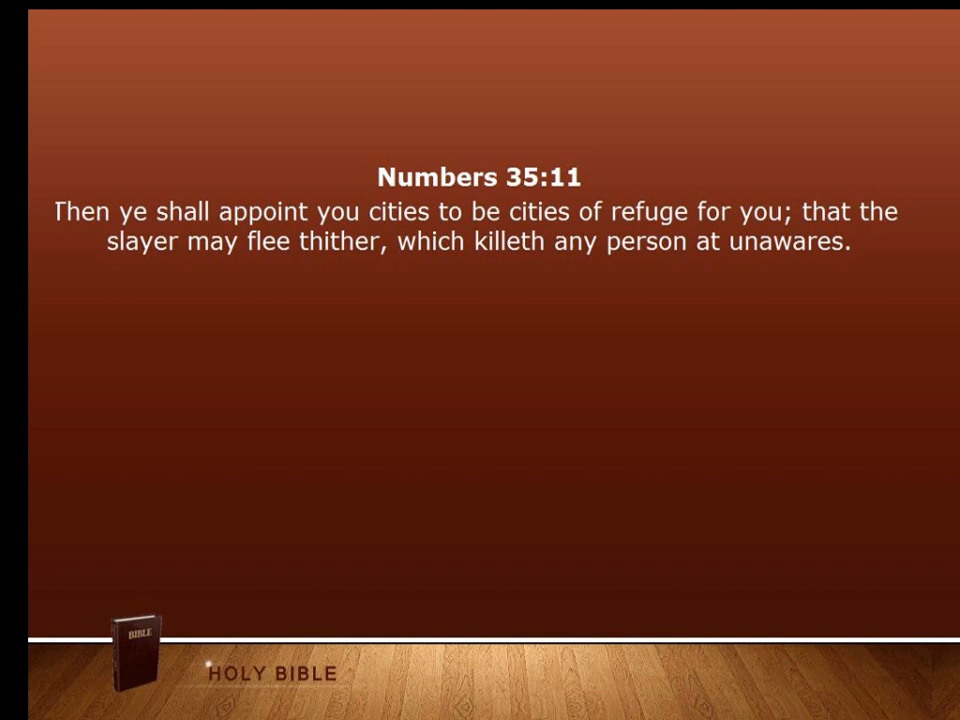 Numbers 35:11
Then ye shall appoint you cities to be cities of refuge for you; that the
slayer may flee thither, which killeth any person at unawares.
BIBLE
HOLY BIBLE